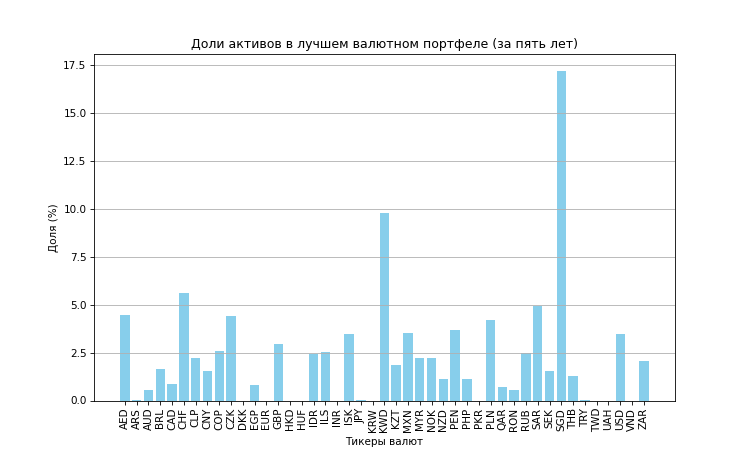 Доли активов в лучшем валютном портфеле (за пять лет)
17.5
15.0
12.5
10.0
7.5
5.0
2.5
0.0
Доля (%)
AED ARS AUD BRL CAD CHF CLP CNY COP CZK DKK EGP EUR GBP HKD HUF IDR ILS INR ISK JPY KRW KWD KZT MXN MYR NOK NZD PEN PHP PKR PLN QAR RON RUB SAR SEK SGD THB TRY TWD UAH USD VND ZAR
Тикеры валют